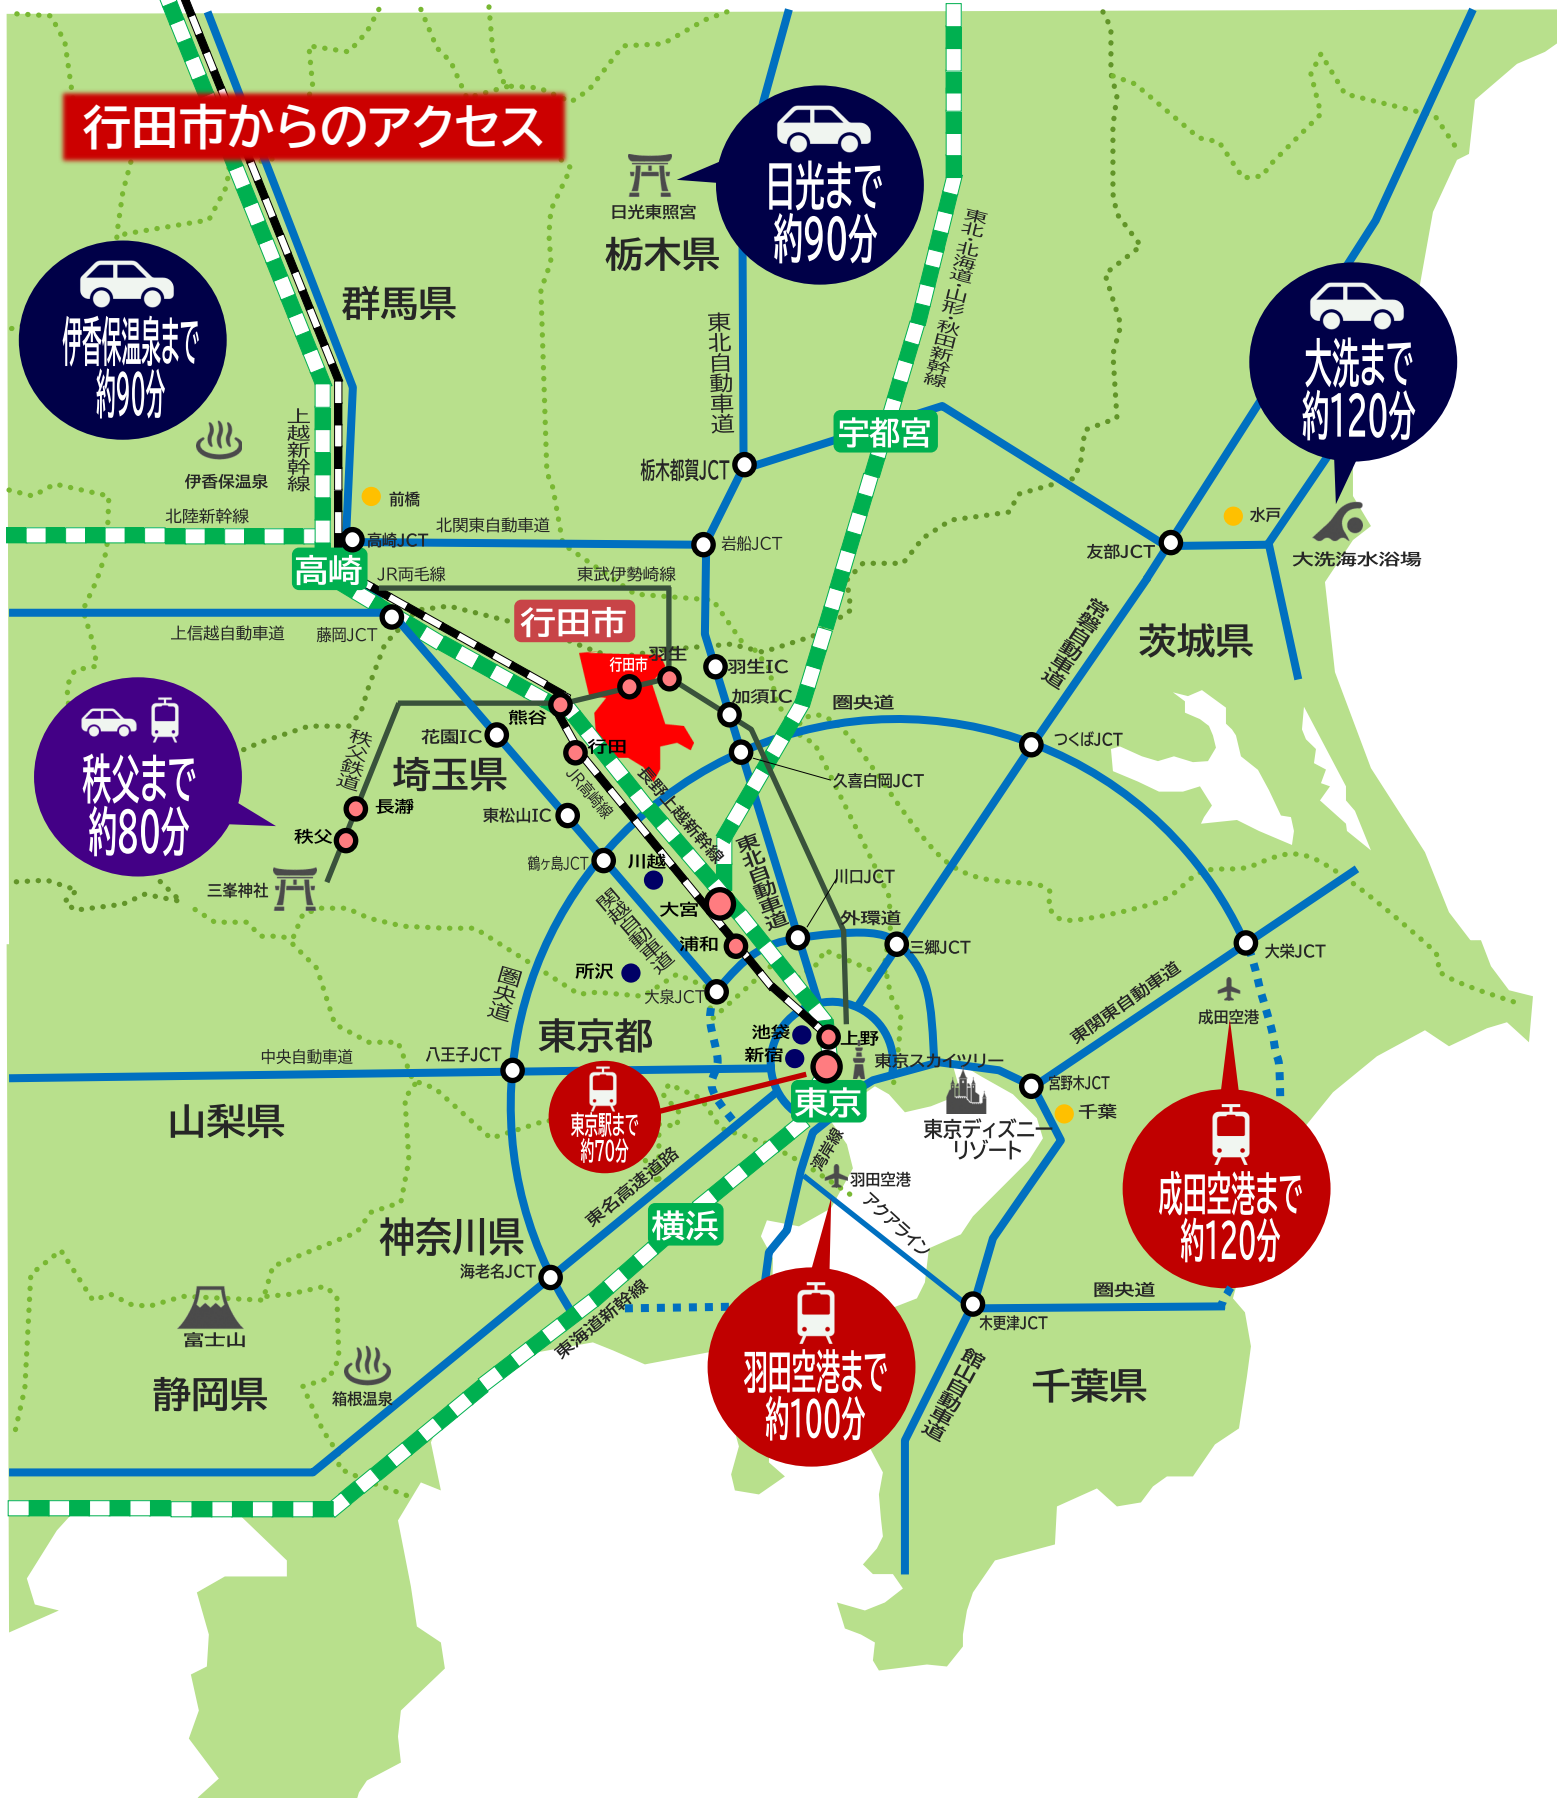 行田市からのアクセス
日光まで
約90分
日光東照宮
栃木県
東北・北海道・山形・秋田新幹線
群馬県
伊香保温泉まで
約90分
大洗まで
約120分
東北自動車道
上越新幹線
宇都宮
伊香保温泉
栃木都賀JCT
前橋
北陸新幹線
水戸
北関東自動車道
高崎JCT
岩船JCT
友部JCT
大洗海水浴場
高崎
JR両毛線
東武伊勢崎線
行田市
常磐自動車道
茨城県
上信越自動車道
藤岡JCT
羽生
行田市
羽生IC
加須IC
圏央道
熊谷
花園IC
行田
つくばJCT
秩父鉄道
秩父まで
約80分
埼玉県
JR高崎線
長野上越新幹線
久喜白岡JCT
長瀞
秩父
東松山IC
東北自動車道
鶴ヶ島JCT
川越
三峯神社
川口JCT
関越自動車道
大宮
外環道
浦和
三郷JCT
大栄JCT
所沢
圏央道
大泉JCT
東関東自動車道
成田空港
東京都
池袋
上野
新宿
中央自動車道
八王子JCT
東京スカイツリー
宮野木JCT
東京
千葉
山梨県
東京駅まで
約70分
東京ディズニー
リゾート
湾岸線
羽田空港
成田空港まで
約120分
東名高速道路
アクアライン
横浜
神奈川県
海老名JCT
圏央道
東海道新幹線
木更津JCT
富士山
館山自動車道
羽田空港まで
約100分
静岡県
箱根温泉
千葉県